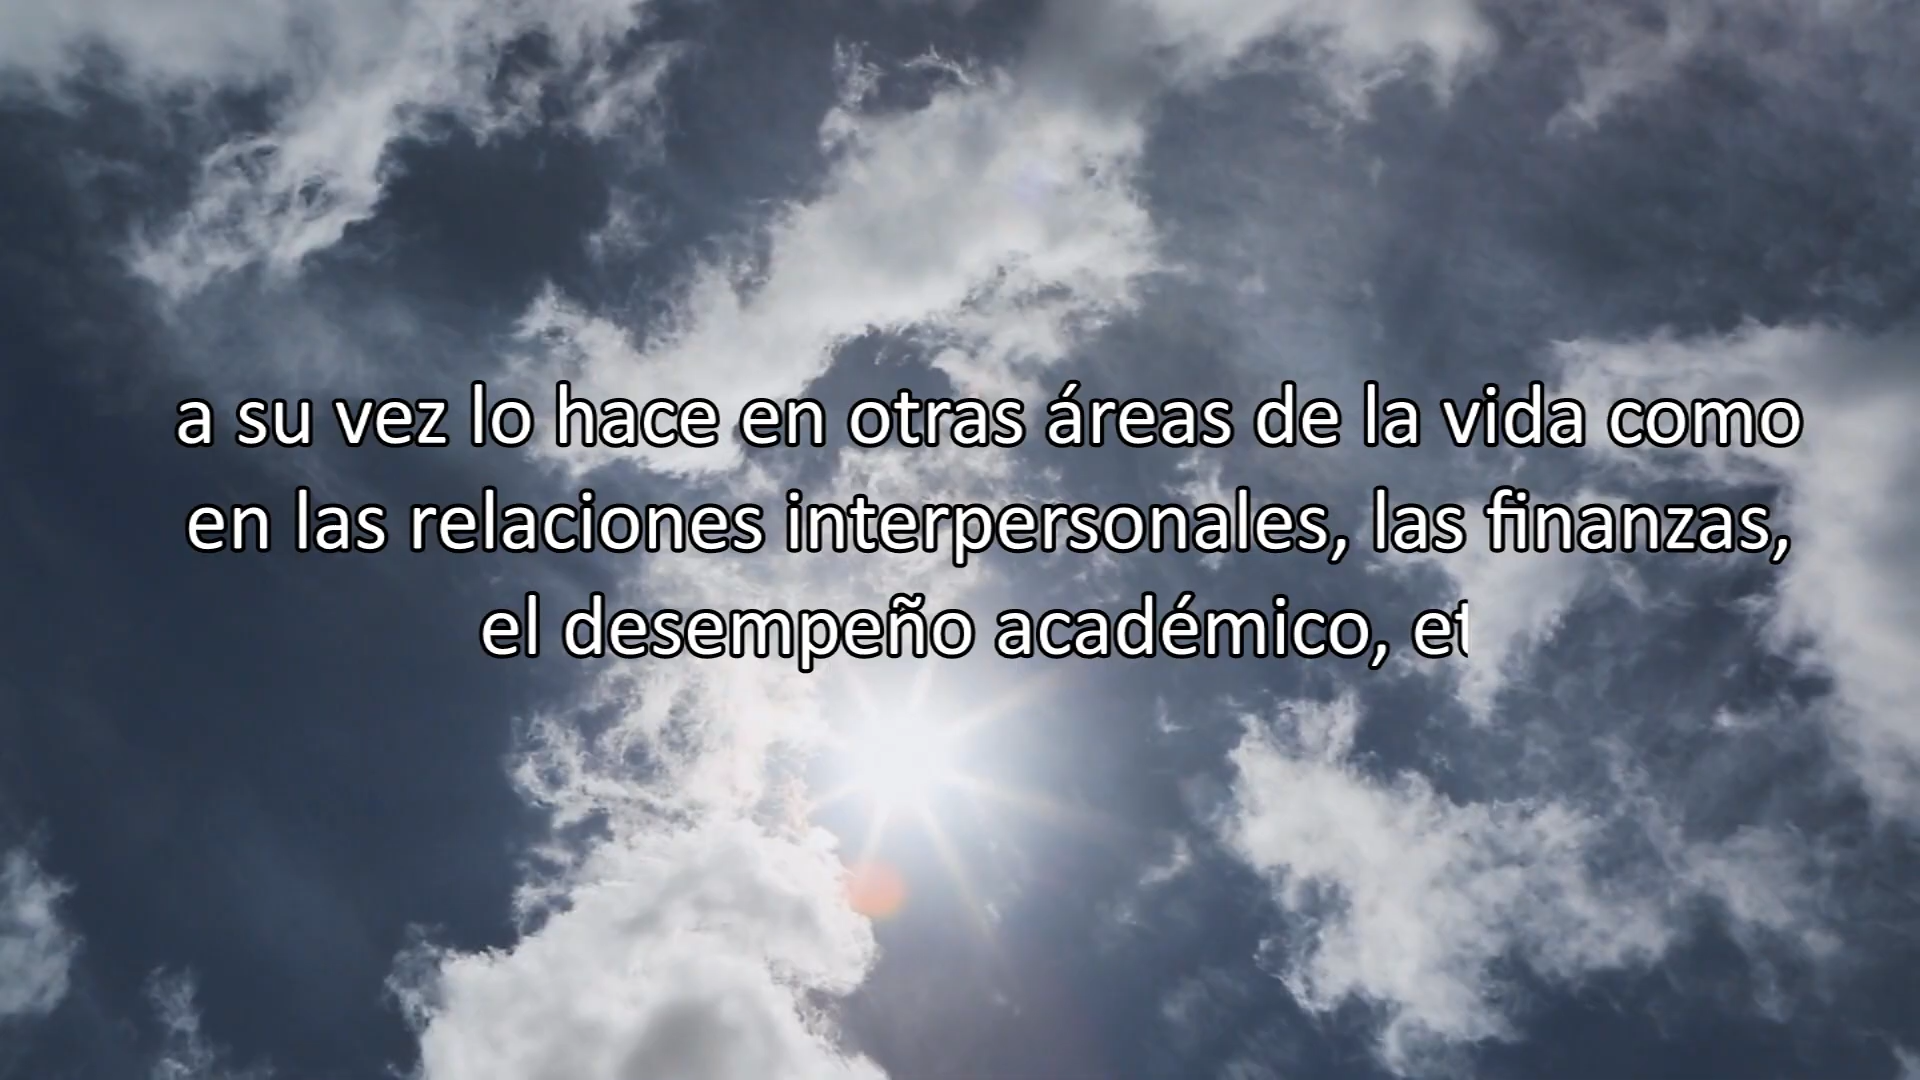 a su vez lo hace en otras áreas de la vida como
en las relaciones interpersonales, las finanzas,
el desempeño académico, et